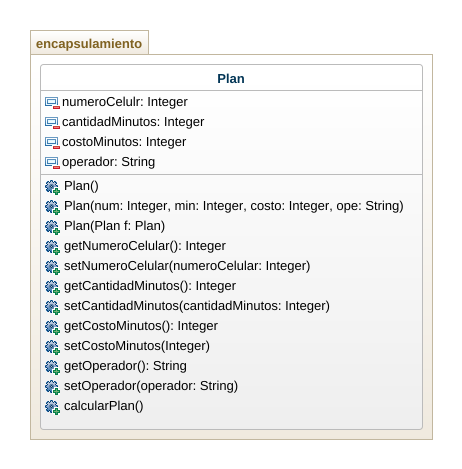 encapsulamiento
Plan
numeroCelulr: Integer
cantidadMinutos: Integer
costoMinutos: Integer
operador: String
Plan()
Plan(num: Integer, min: Integer, costo: Integer, ope: String)
Plan(Plan f: Plan)
getNumeroCelular(): Integer
setNumeroCelular(numeroCelular: Integer)
getCantidadMinutos(): Integer
setCantidadMinutos(cantidadMinutos: Integer)
getCostoMinutos(): Integer
setCostoMinutos(Integer)
getOperador(): String
setOperador(operador: String)
calcularPlan()